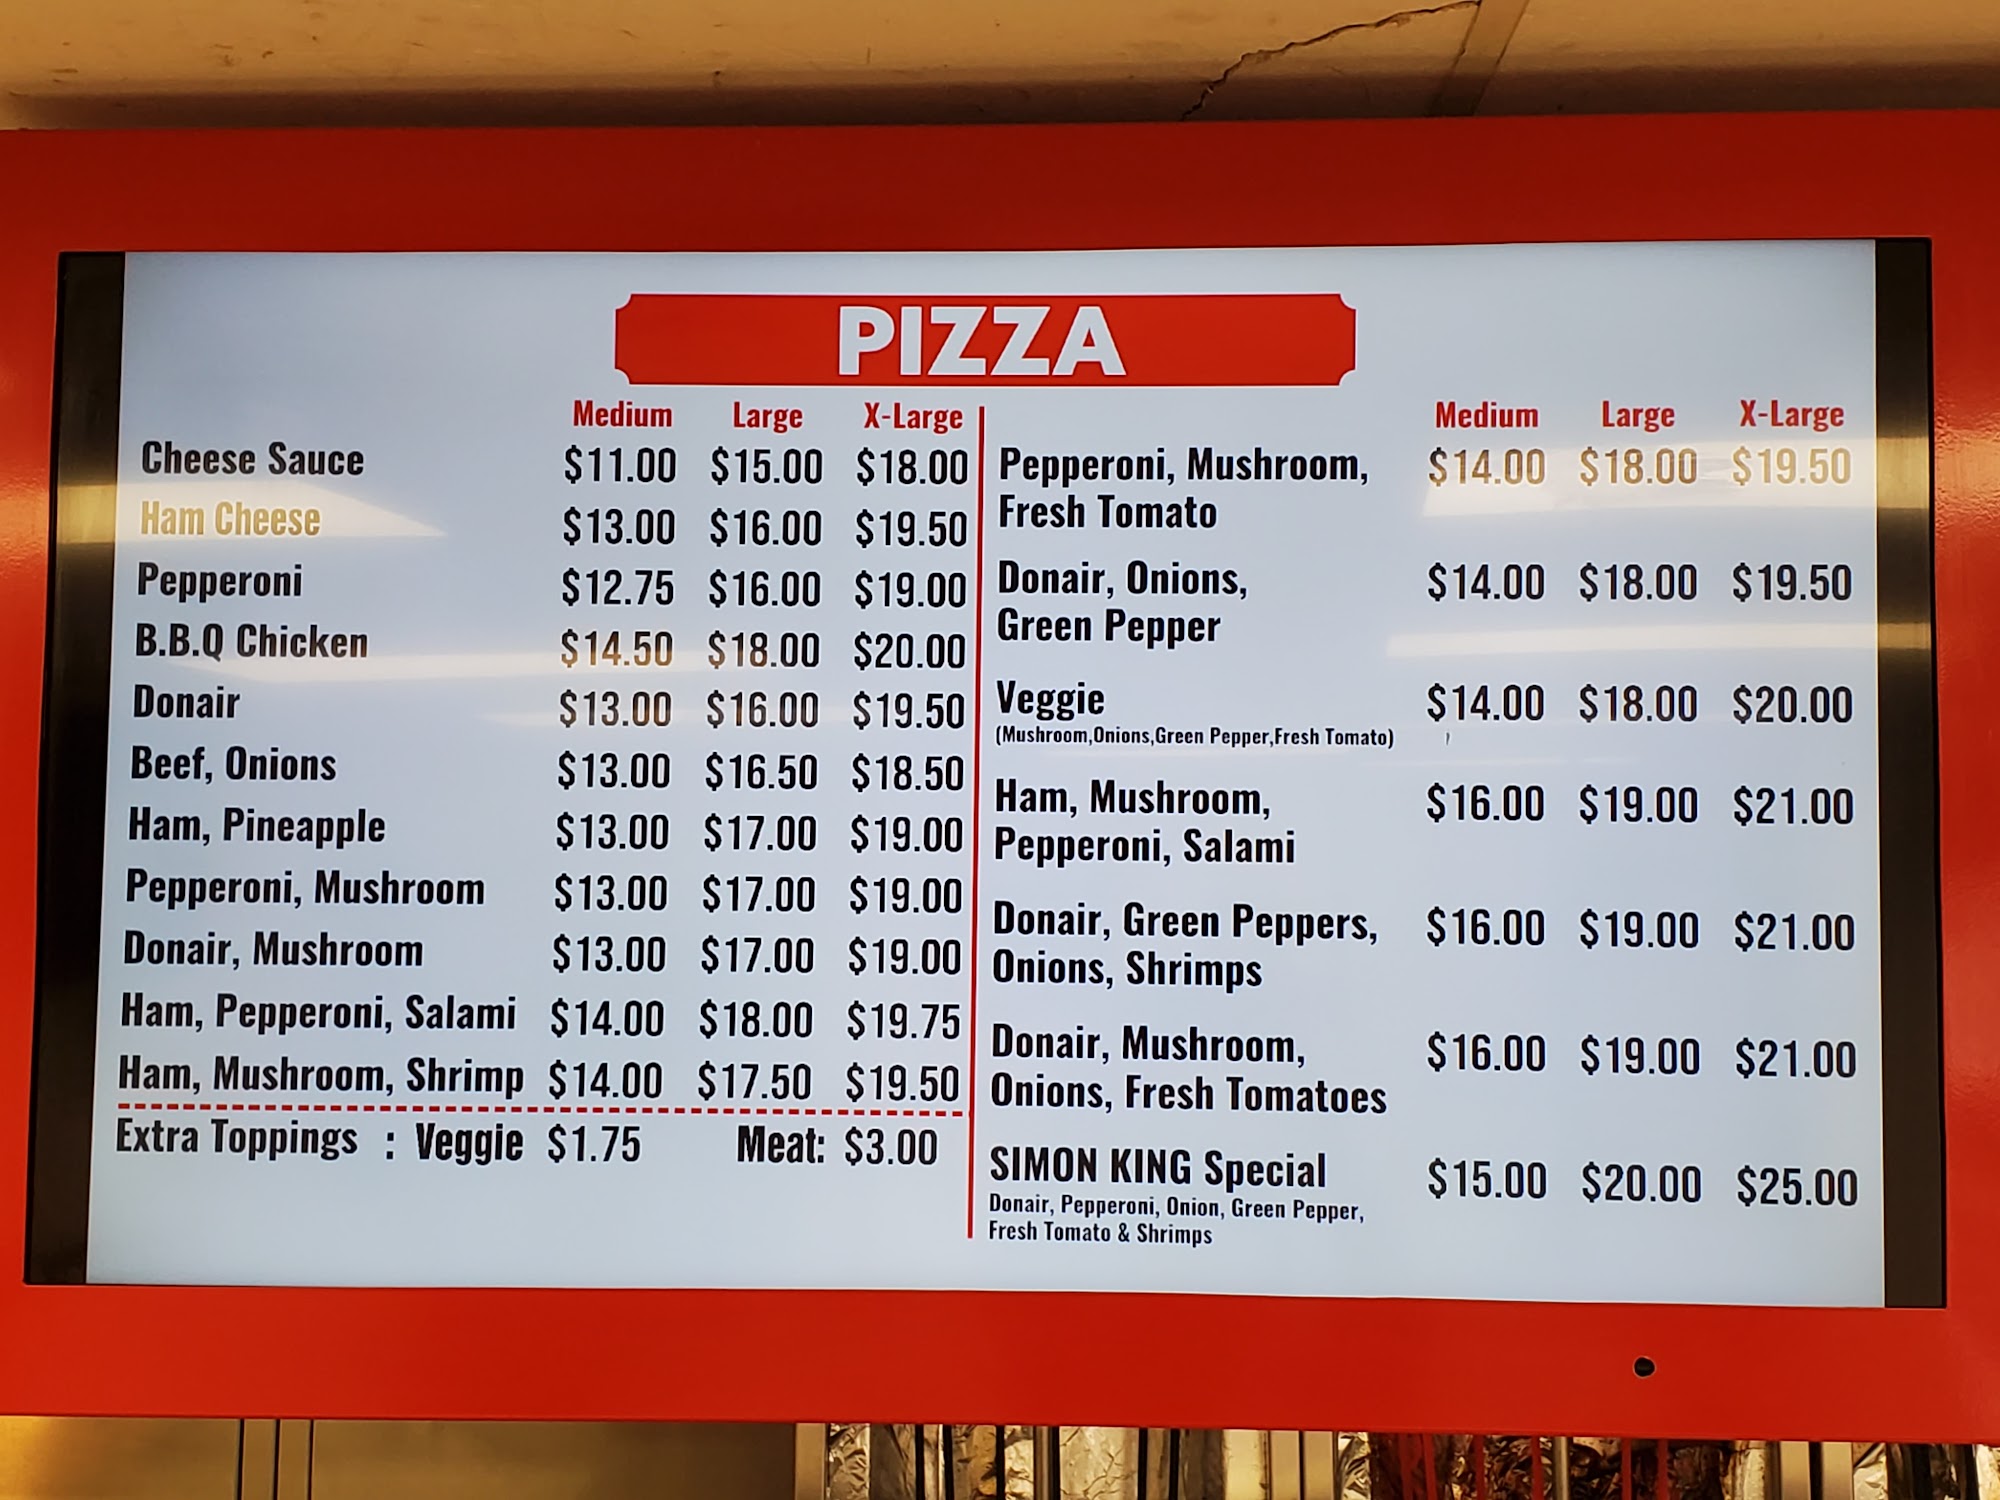 PIZZA
Medium Large X-Large
Cheese Sauce $11.00 $15.00 $18.00
Ham Cheese $13.00 $16.00 $19.50
Pepperoni $12.75 $16.00 $19.00
B.B.Q Chicken $14.50 $18.00 $20.00
Donair $13.00 $16.00 $19.50
Beef, Onions $13.00 $16.50 $18.50
Ham, Pineapple $13.00 $17.00 $19.00
Pepperoni, Mushroom $13.00 $17.00 $19.00
Donair, Mushroom $13.00 $17.00 $19.00
Ham, Pepperoni, Salami $14.00 $18.00 $19.75
Ham, Mushroom, Shrimp $14.00 $17.50 $19.50
Extra Toppings : Veggie $1.75 Meat: $3.00
Medium Large X-Large
Pepperoni, Mushroom, $14.00 $18.00 $19.50
Fresh Tomato
Donair, Onions, $14.00 $18.00 $19.50
Green Pepper
Veggie $14.00 $18.00 $20.00
(Mushroom,Onions,Green Pepper,Fresh Tomato)
Ham, Mushroom, $16.00 $19.00 $21.00
Pepperoni, Salami
Donair, Green Peppers, $16.00 $19.00 $21.00
Onions, Shrimps
Donair, Mushroom, $16.00 $19.00 $21.00
Onions, Fresh Tomatoes
SIMON KING Special $15.00 $20.00 $25.00
Donair, Pepperoni, Onion, Green Pepper,
Fresh Tomato & Shrimps